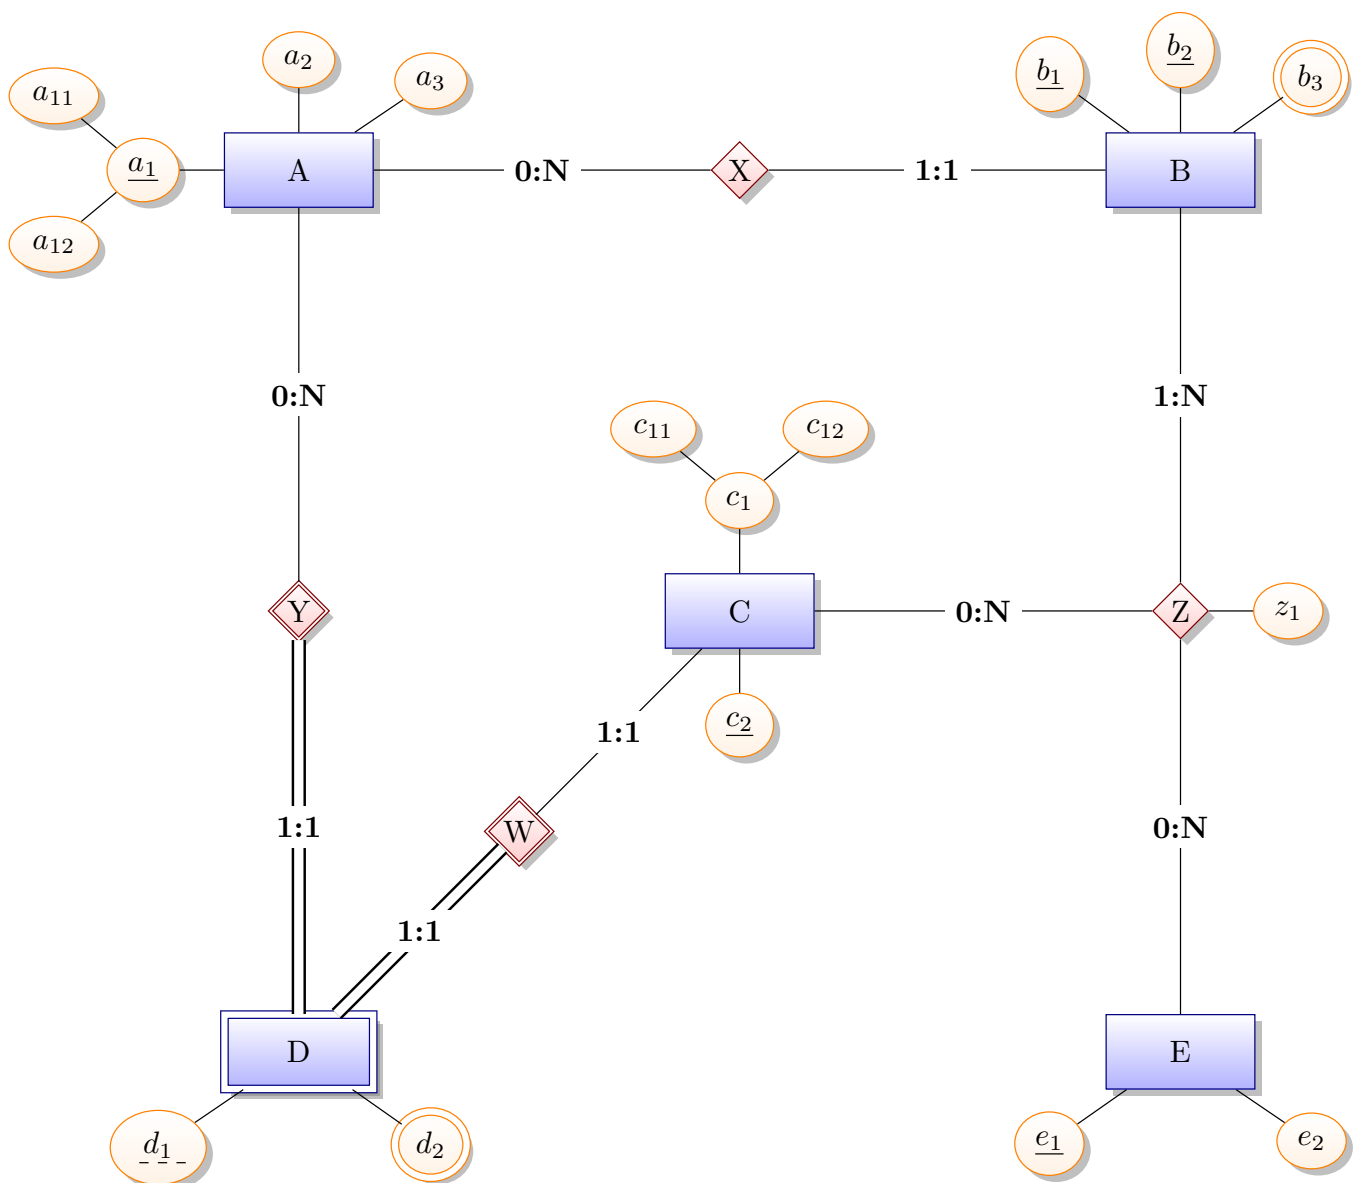 a₂
b₂
a₃
b₁
b₃
a₁₁
a₁
A
0:N
X
1:1
B
a₁₂
0:N
1:N
c₁₁
c₁₂
c₁
Y
C
0:N
Z
z₁
c₂
1:1
1:1
W
0:N
1:1
D
E
d₁
d₂
e₁
e₂